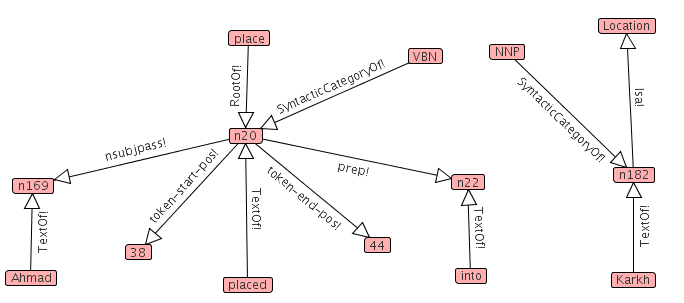 Location
place
VBN
NNP
RootOf!
SyntacticCategoryOf!
SyntacticCategoryOf!
Isa!
n20
nsubjpass!
token-start-pos!
token-end-pos!
prep!
n169
n22
n182
TextOf!
TextOf!
TextOf!
TextOf!
38
44
Ahmad
placed
into
Karkh